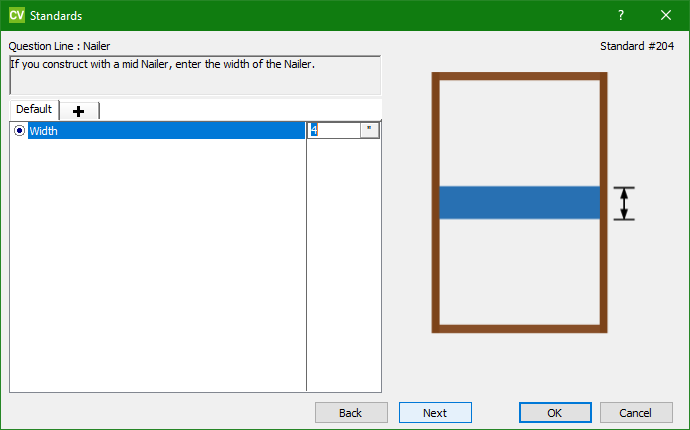 CV Standards ?
Question Line : Nailer Standard #204
If you construct with a mid Nailer, enter the width of the Nailer.
Default +
Width 4 "
Back Next OK Cancel